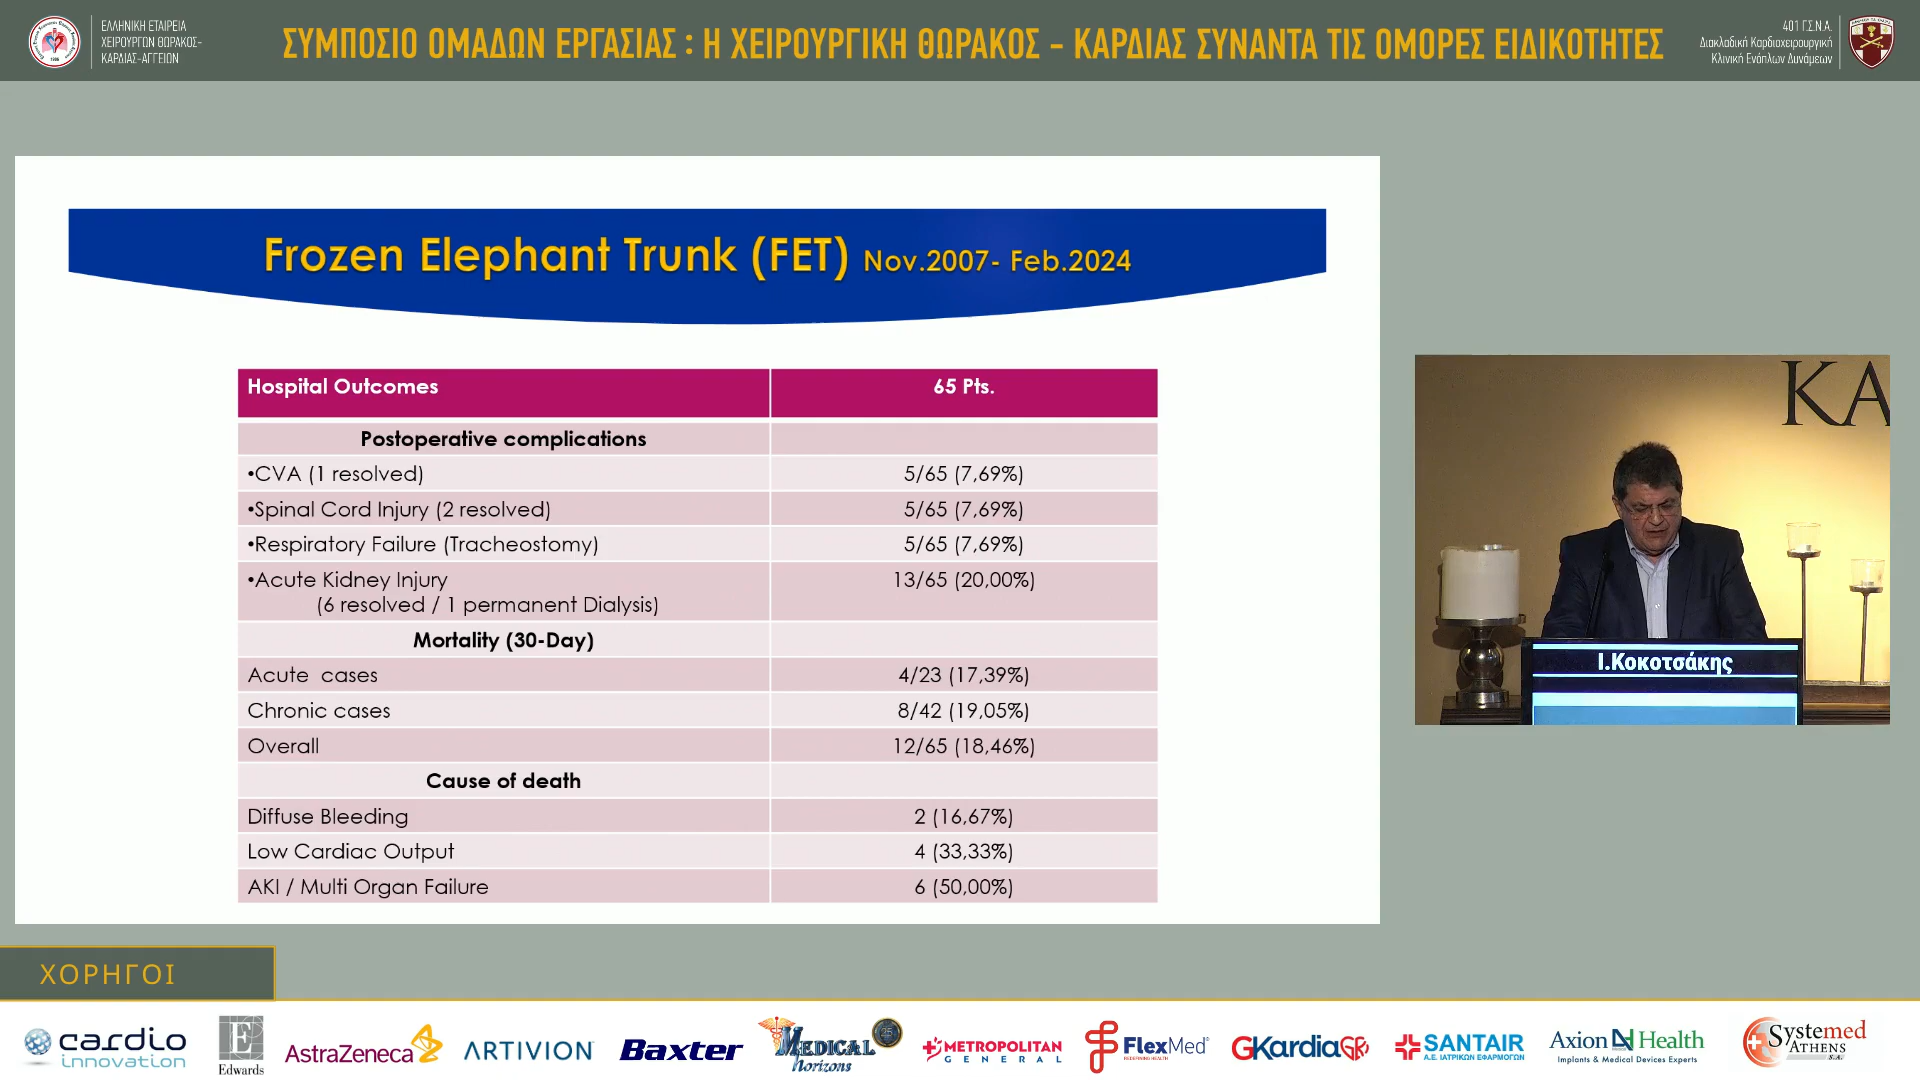 ΕΛΛΗΝΙΚΗ ΕΤΑΙΡΕΙΑ
ΧΕΙΡΟΥΡΓΩΝ ΘΩΡΑΚΟΣ-
ΚΑΡΔΙΑΣ-ΑΓΓΕΙΩΝ
ΣΥΜΠΟΣΙΟ ΟΜΑΔΩΝ ΕΡΓΑΣΙΑΣ : Η ΧΕΙΡΟΥΡΓΙΚΗ ΘΩΡΑΚΟΣ - ΚΑΡΔΙΑΣ ΣΥΝΑΝΤΑ ΤΙΣ ΟΜΟΡΕΣ ΕΙΔΙΚΟΤΗΤΕΣ
401 Γ.Σ.Ν.Α.
Διακλαδική Καρδιοχειρουργική
Κλινική Ενόπλων Δυνάμεων
Frozen Elephant Trunk (FET) Nov.2007- Feb.2024
Hospital Outcomes 65 Pts.
Postoperative complications
•CVA (1 resolved) 5/65 (7,69%)
•Spinal Cord Injury (2 resolved) 5/65 (7,69%)
•Respiratory Failure (Tracheostomy) 5/65 (7,69%)
•Acute Kidney Injury 13/65 (20,00%)
(6 resolved / 1 permanent Dialysis)
Mortality (30-Day)
Acute cases 4/23 (17,39%)
Chronic cases 8/42 (19,05%)
Overall 12/65 (18,46%)
Cause of death
Diffuse Bleeding 2 (16,67%)
Low Cardiac Output 4 (33,33%)
AKI / Multi Organ Failure 6 (50,00%)
KA
Ι.Κοκοτσάκης
ΧΟΡΗΓΟΙ
cardio
innovation
E
Edwards
AstraZeneca
ARTIVION
Baxter
MEDICAL
Horizons
METROPOLITAN
GENERAL
FlexMed
GKardia
SANTAIR
Α.Ε. ΙΑΤΡΙΚΩΝ ΕΦΑΡΜΟΓΩΝ
Axion Health
Implants & Medical Devices Experts
Systemed
ATHENS
S.A.